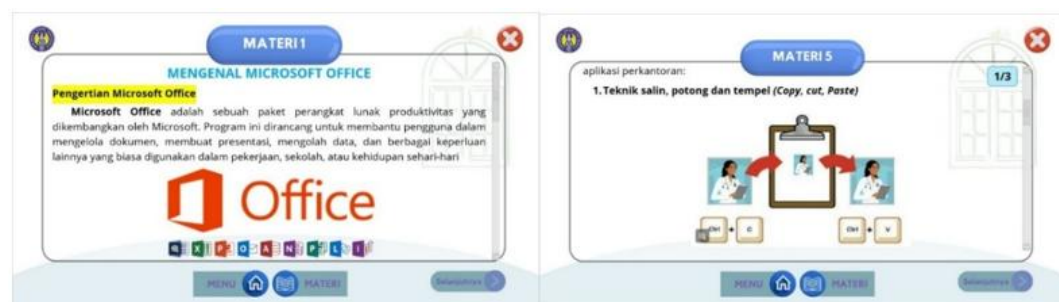 MATERI 1
MENGENAL MICROSOFT OFFICE
Pengertian Microsoft Office
Microsoft Office adalah sebuah paket perangkat lunak produktivitas yang
dikembangkan oleh Microsoft. Program ini dirancang untuk membantu pengguna dalam
mengelola dokumen, membuat presentasi, mengolah data, dan berbagai keperluan
lainnya yang biasa digunakan dalam pekerjaan, sekolah, atau kehidupan sehari-hari
Office
MENU MATERI
Selanjutnya
MATERI 5
1/3
aplikasi perkantoran:
1. Teknik salin, potong dan tempel (Copy, cut, Paste)
Ctrl + C
Ctrl + V
MENU MATERI
Selanjutnya